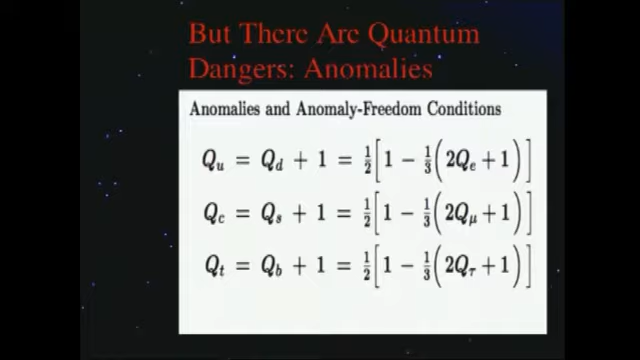 But There Are Quantum
Dangers: Anomalies
Anomalies and Anomaly-Freedom Conditions
Q_u = Q_d + 1 = ½[1 − ⅓(2Q_e + 1)]
Q_c = Q_s + 1 = ½[1 − ⅓(2Q_μ + 1)]
Q_t = Q_b + 1 = ½[1 − ⅓(2Q_τ + 1)]